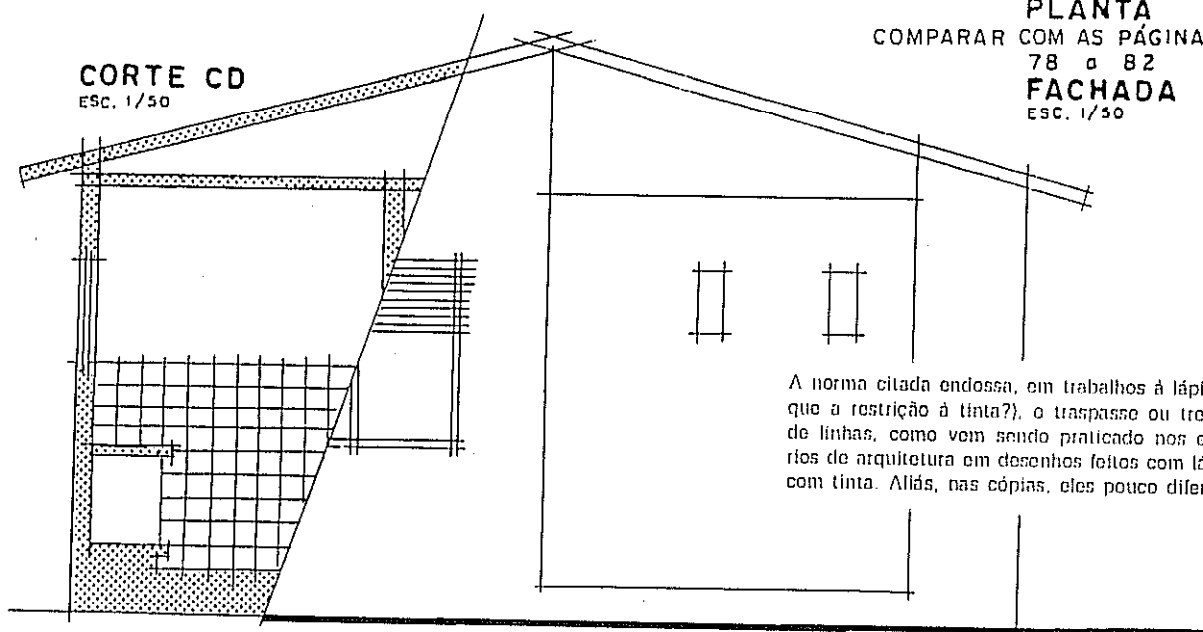 CORTE CD
ESC. 1/50
PLANTA
COMPARAR COM AS PÁGINA
78 a 82
FACHADA
ESC. 1/50
A norma citada endossa, em trabalhos à lápi
que a restrição à tinta?), o traspasse ou tre
de linhas, como vem sendo praticado nos e
rios de arquitetura em desenhos feitos com lá
com tinta. Aliás, nas cópias, eles pouco difer